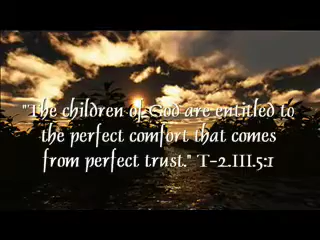 "The children of God are entitled to
the perfect comfort that comes
from perfect trust." T-2.III.5:1